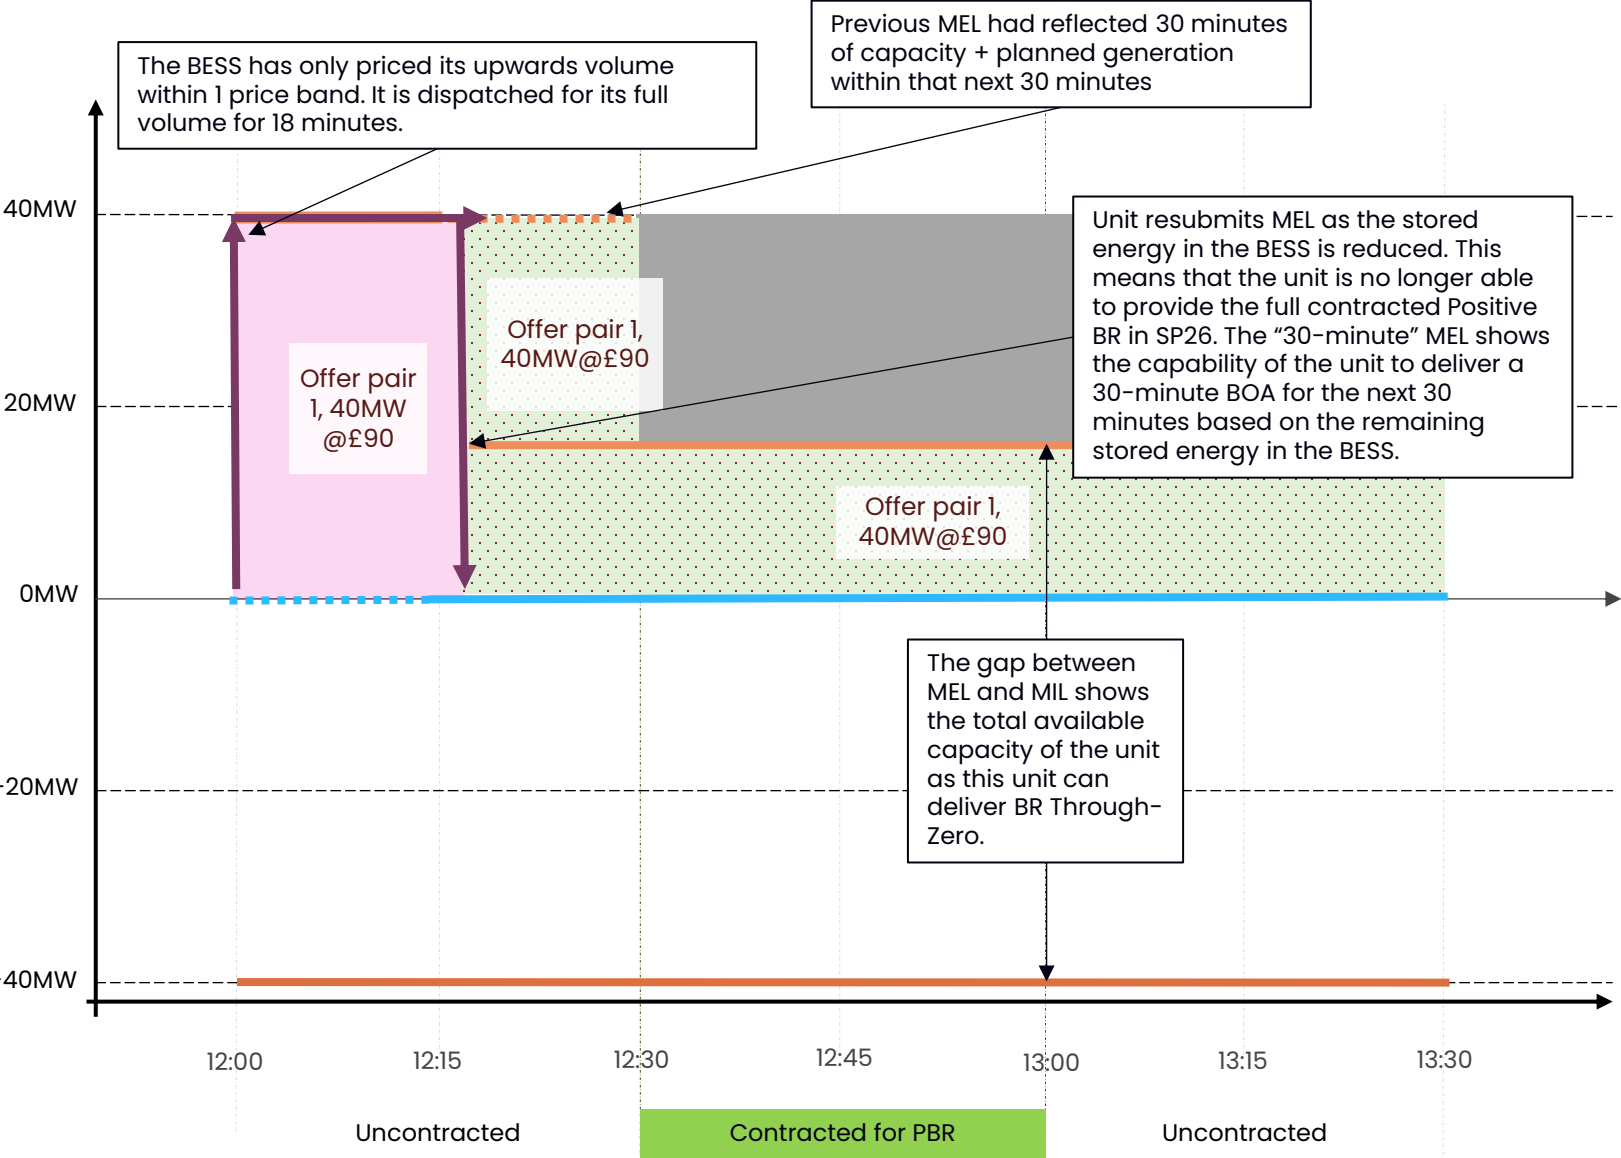 Previous MEL had reflected 30 minutes
of capacity + planned generation
within that next 30 minutes
The BESS has only priced its upwards volume
within 1 price band. It is dispatched for its full
volume for 18 minutes.
40MW
Unit resubmits MEL as the stored
energy in the BESS is reduced. This
means that the unit is no longer able
to provide the full contracted Positive
BR in SP26. The “30-minute” MEL shows
the capability of the unit to deliver a
30-minute BOA for the next 30
minutes based on the remaining
stored energy in the BESS.
Offer pair 1,
40MW@£90
Offer pair
1, 40MW
@£90
20MW
Offer pair 1,
40MW@£90
0MW
The gap between
MEL and MIL shows
the total available
capacity of the unit
as this unit can
deliver BR Through-
Zero.
-20MW
40MW
12:00
12:15
12:30
12:45
13:00
13:15
13:30
Uncontracted
Contracted for PBR
Uncontracted